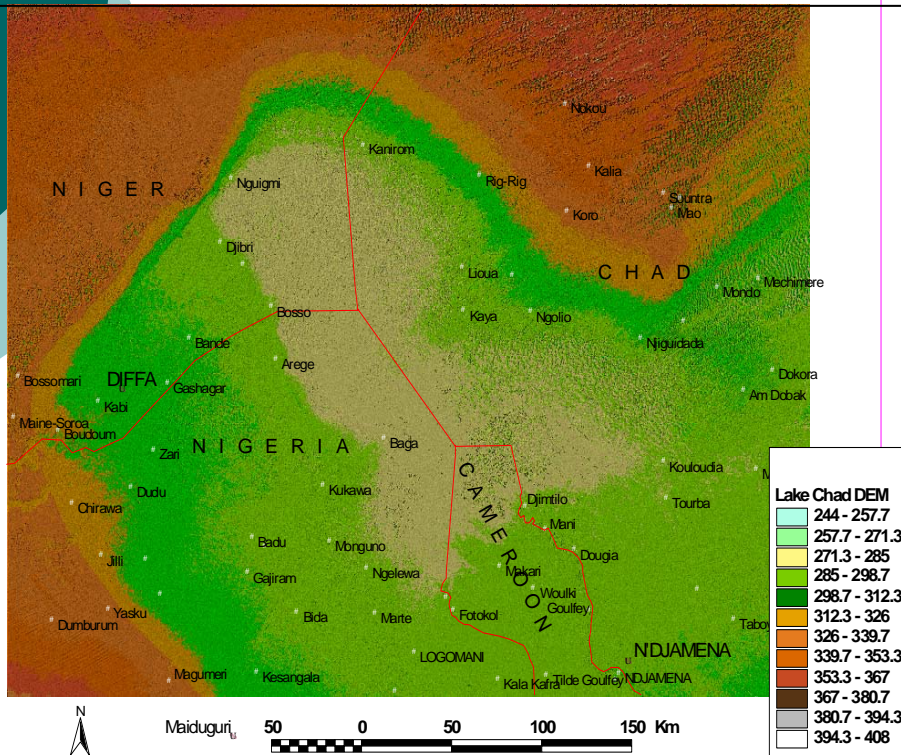 Nokou
Kanirom
Kalia
Rig-Rig
Nguigmi
NIGER
Suuntra
Mao
Koro
Djibri
Lioua
CHAD
Mechimere
Mondo
Bosso
Kaya
Ngolio
Bande
Njiguidada
Arege
Dokora
Bossomari
DIFFA
Gashagar
Am Dobak
Kabi
Maine-Soroa
Boudoum
Baga
NIGERIA
Zari
Kouloudia
M
CAMEROON
Dudu
Kukawa
Tourba
Chirawa
Djimtilo
Mani
Badu
Monguno
Dougia
Jilli
Gajiram
Ngelewa
Makari
Woulki
Goulfey
Yasku
Dumburum
Bida
Marte
Fotokol
Taboy
LOGOMANI
N'DJAMENA
Magumeri
Kesangala
Kala Kafra
Tilde Goulfey
NDJAMENA
Lake Chad DEM
244 - 257.7
257.7 - 271.3
271.3 - 285
285 - 298.7
298.7 - 312.3
312.3 - 326
326 - 339.7
339.7 - 353.3
353.3 - 367
367 - 380.7
380.7 - 394.3
394.3 - 408
N
Maiduguri
50 0 50 100 150 Km